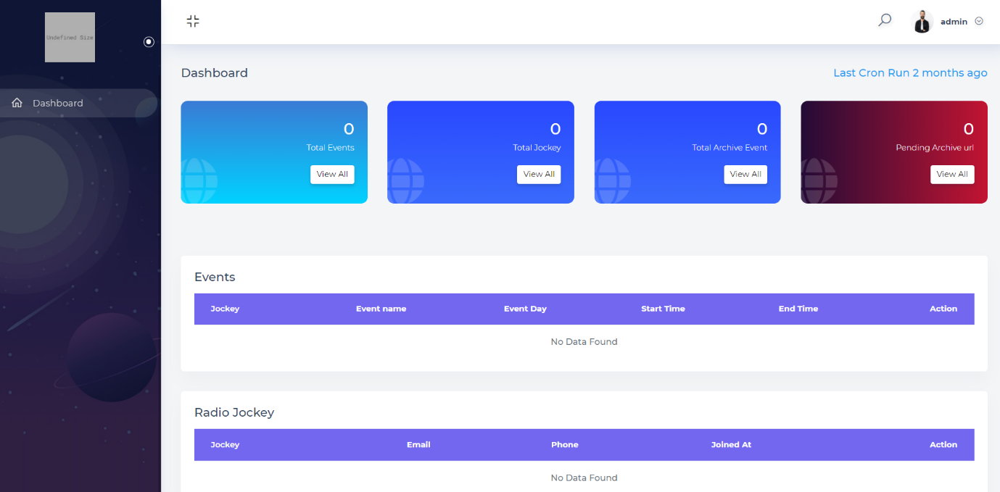 Undefined Size
admin
Dashboard
Dashboard
Last Cron Run 2 months ago
0
Total Events
View All
0
Total Jockey
View All
0
Total Archive Event
View All
0
Pending Archive url
View All
Events
Jockey Event name Event Day Start Time End Time Action
No Data Found
Radio Jockey
Jockey Email Phone Joined At Action
No Data Found